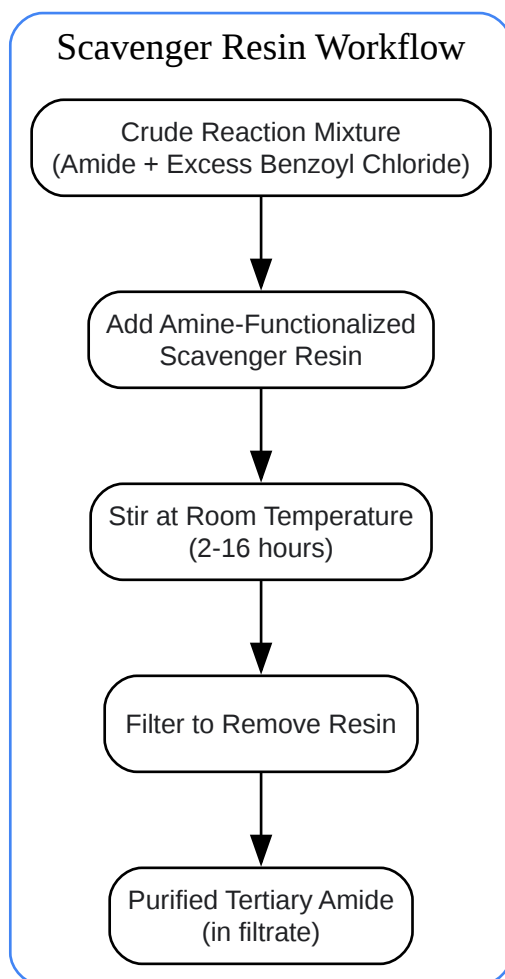 Scavenger Resin Workflow
Crude Reaction Mixture
(Amide + Excess Benzoyl Chloride)
Add Amine-Functionalized
Scavenger Resin
Stir at Room Temperature
(2-16 hours)
Filter to Remove Resin
Purified Tertiary Amide
(in filtrate)